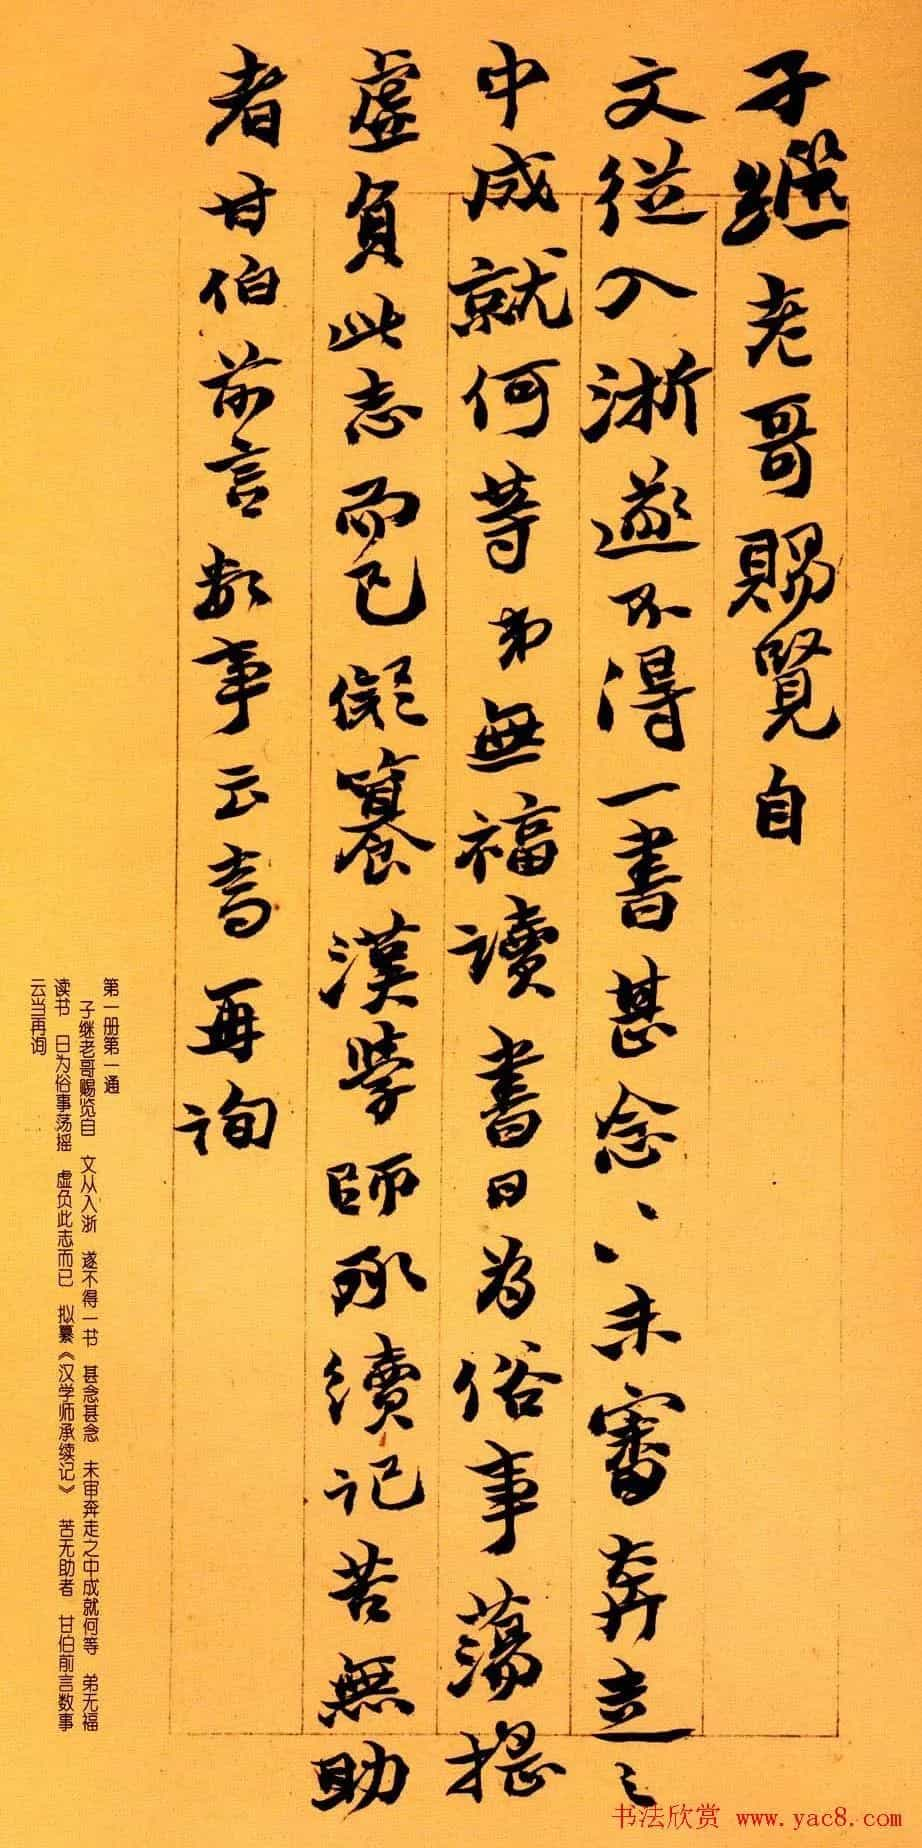 子繼老哥賜覽自
文從入浙遂不得一書甚念〻未審奔走之
中成就何等弟無福讀書日為俗事蕩搖
虛負此志而已儗纂漢學師承續記苦無助
者甘伯前言數事云當再詢
第一册第一通
子继老哥赐览自 文从入浙 遂不得一书 甚念甚念 未审奔走之中成就何等 弟无福
读书 日为俗事荡摇 虚负此志而已 拟纂《汉学师承续记》 苦无助者 甘伯前言数事
云当再询
书法欣赏 www.yac8.com